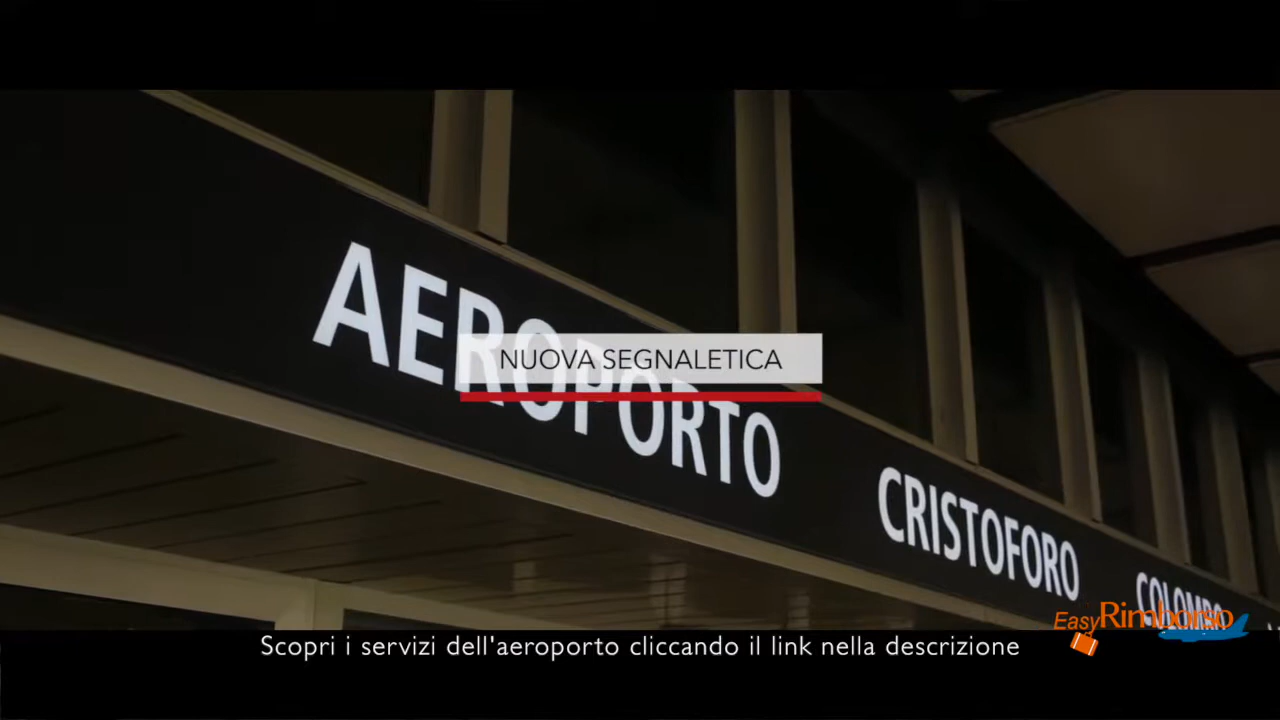 AEROPORTO
NUOVA SEGNALETICA
CRISTOFORO
COLOMBO
EasyRimborso
Scopri i servizi dell'aeroporto cliccando il link nella descrizione